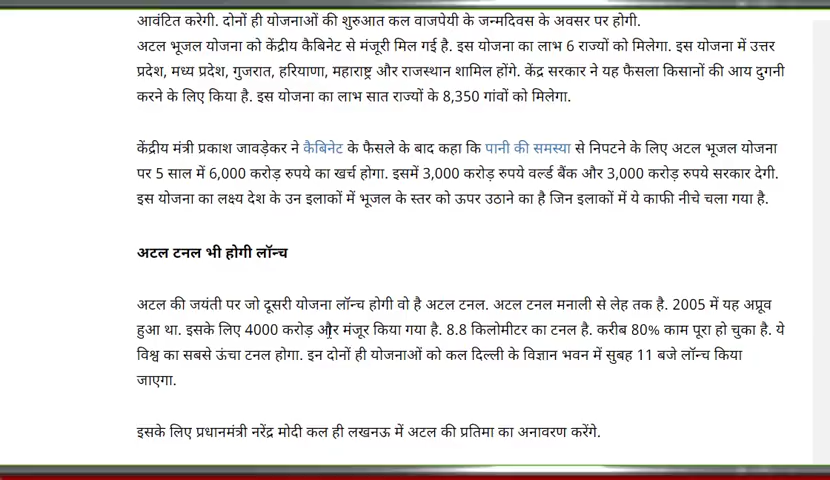 आवंटित करेगी. दोनों ही योजनाओं की शुरुआत कल वाजपेयी के जन्मदिवस के अवसर पर होगी.
अटल भूजल योजना को केंद्रीय कैबिनेट से मंजूरी मिल गई है. इस योजना का लाभ 6 राज्यों को मिलेगा. इस योजना में उत्तर
प्रदेश, मध्य प्रदेश, गुजरात, हरियाणा, महाराष्ट्र और राजस्थान शामिल होंगे. केंद्र सरकार ने यह फैसला किसानों की आय दुगनी
करने के लिए किया है. इस योजना का लाभ सात राज्यों के 8,350 गांवों को मिलेगा.
केंद्रीय मंत्री प्रकाश जावड़ेकर ने कैबिनेट के फैसले के बाद कहा कि पानी की समस्या से निपटने के लिए अटल भूजल योजना
पर 5 साल में 6,000 करोड़ रुपये का खर्च होगा. इसमें 3,000 करोड़ रुपये वर्ल्ड बैंक और 3,000 करोड़ रुपये सरकार देगी.
इस योजना का लक्ष्य देश के उन इलाकों में भूजल के स्तर को ऊपर उठाने का है जिन इलाकों में ये काफी नीचे चला गया है.
अटल टनल भी होगी लॉन्च
अटल की जयंती पर जो दूसरी योजना लॉन्च होगी वो है अटल टनल. अटल टनल मनाली से लेह तक है. 2005 में यह अप्रूव
हुआ था. इसके लिए 4000 करोड़ और मंजूर किया गया है. 8.8 किलोमीटर का टनल है. करीब 80% काम पूरा हो चुका है. ये
विश्व का सबसे ऊंचा टनल होगा. इन दोनों ही योजनाओं को कल दिल्ली के विज्ञान भवन में सुबह 11 बजे लॉन्च किया
जाएगा.
इसके लिए प्रधानमंत्री नरेंद्र मोदी कल ही लखनऊ में अटल की प्रतिमा का अनावरण करेंगे.